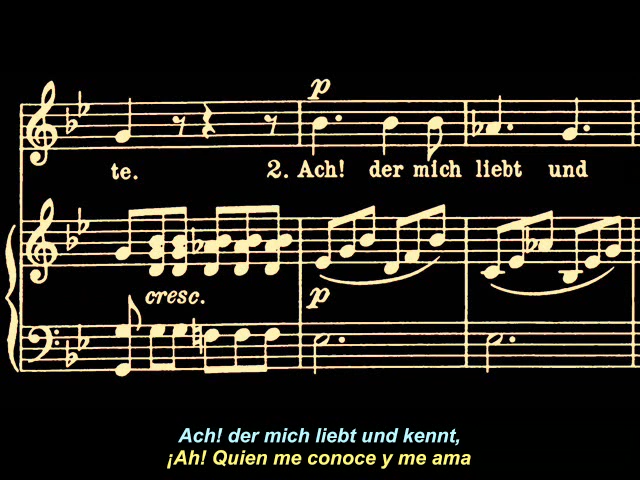 p
te. 2. Ach! der mich liebt und
cresc.
p
Ach! der mich liebt und kennt,
¡Ah! Quien me conoce y me ama